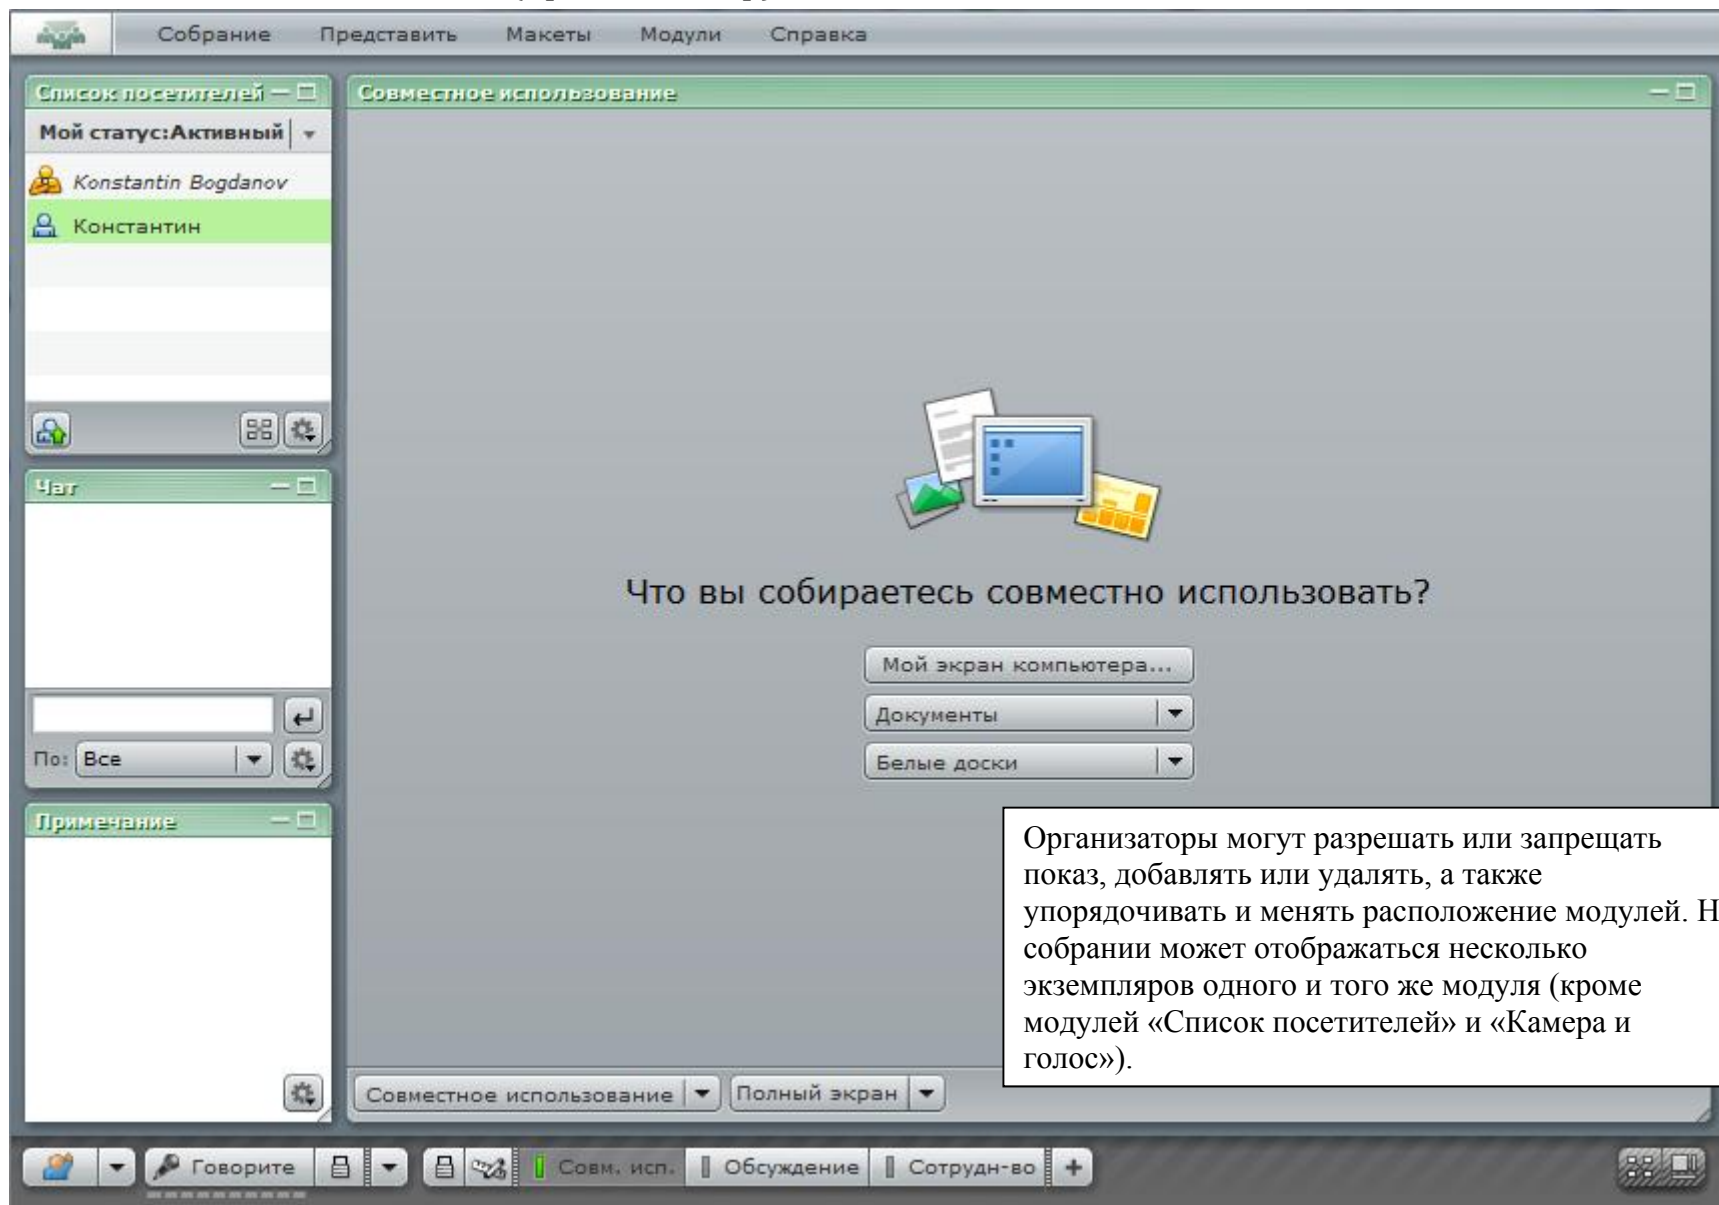 Собрание Представить Макеты Модули Справка
Список посетителей
Мой статус:Активный
Konstantin Bogdanov
Константин
Чат
По: Все
Примечание
Совместное использование
Что вы собираетесь совместно использовать?
Мой экран компьютера...
Документы
Белые доски
Организаторы могут разрешать или запрещать
показ, добавлять или удалять, а также
упорядочивать и менять расположение модулей. Н
собрании может отображаться несколько
экземпляров одного и того же модуля (кроме
модулей «Список посетителей» и «Камера и
голос»).
Совместное использование Полный экран
Говорите Совм. исп. Обсуждение Сотрудн-во +